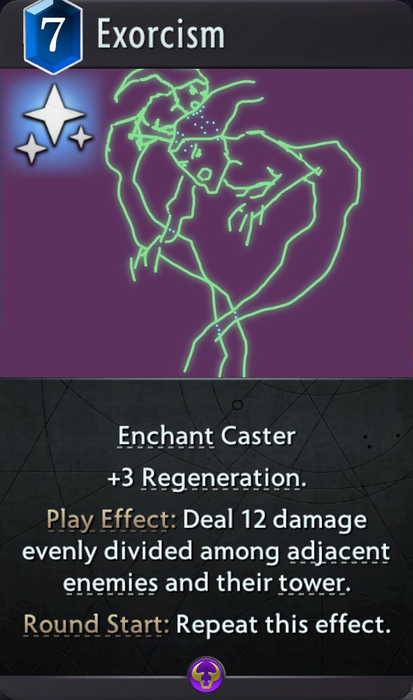 7
Exorcism
Enchant Caster
+3 Regeneration.
Play Effect: Deal 12 damage
evenly divided among adjacent
enemies and their tower.
Round Start: Repeat this effect.